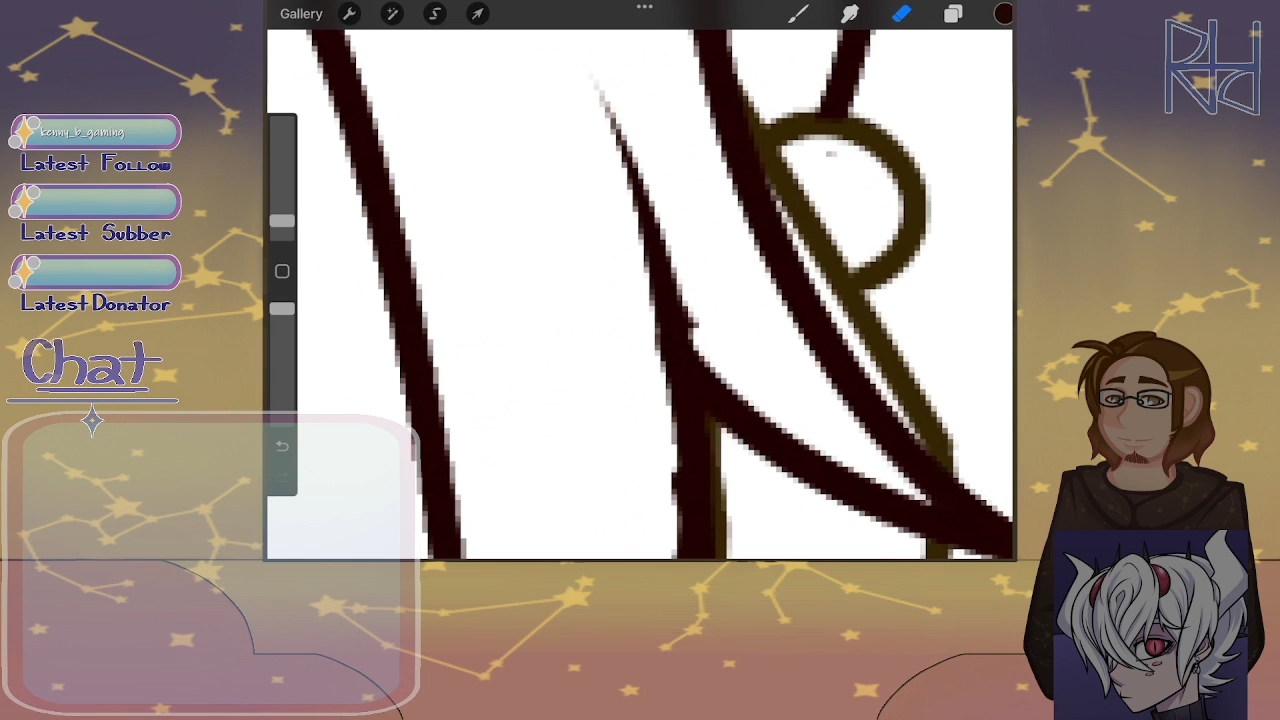 Gallery
kenny_b_gaming
Latest Follow
Latest Subber
Latest Donator
Chat